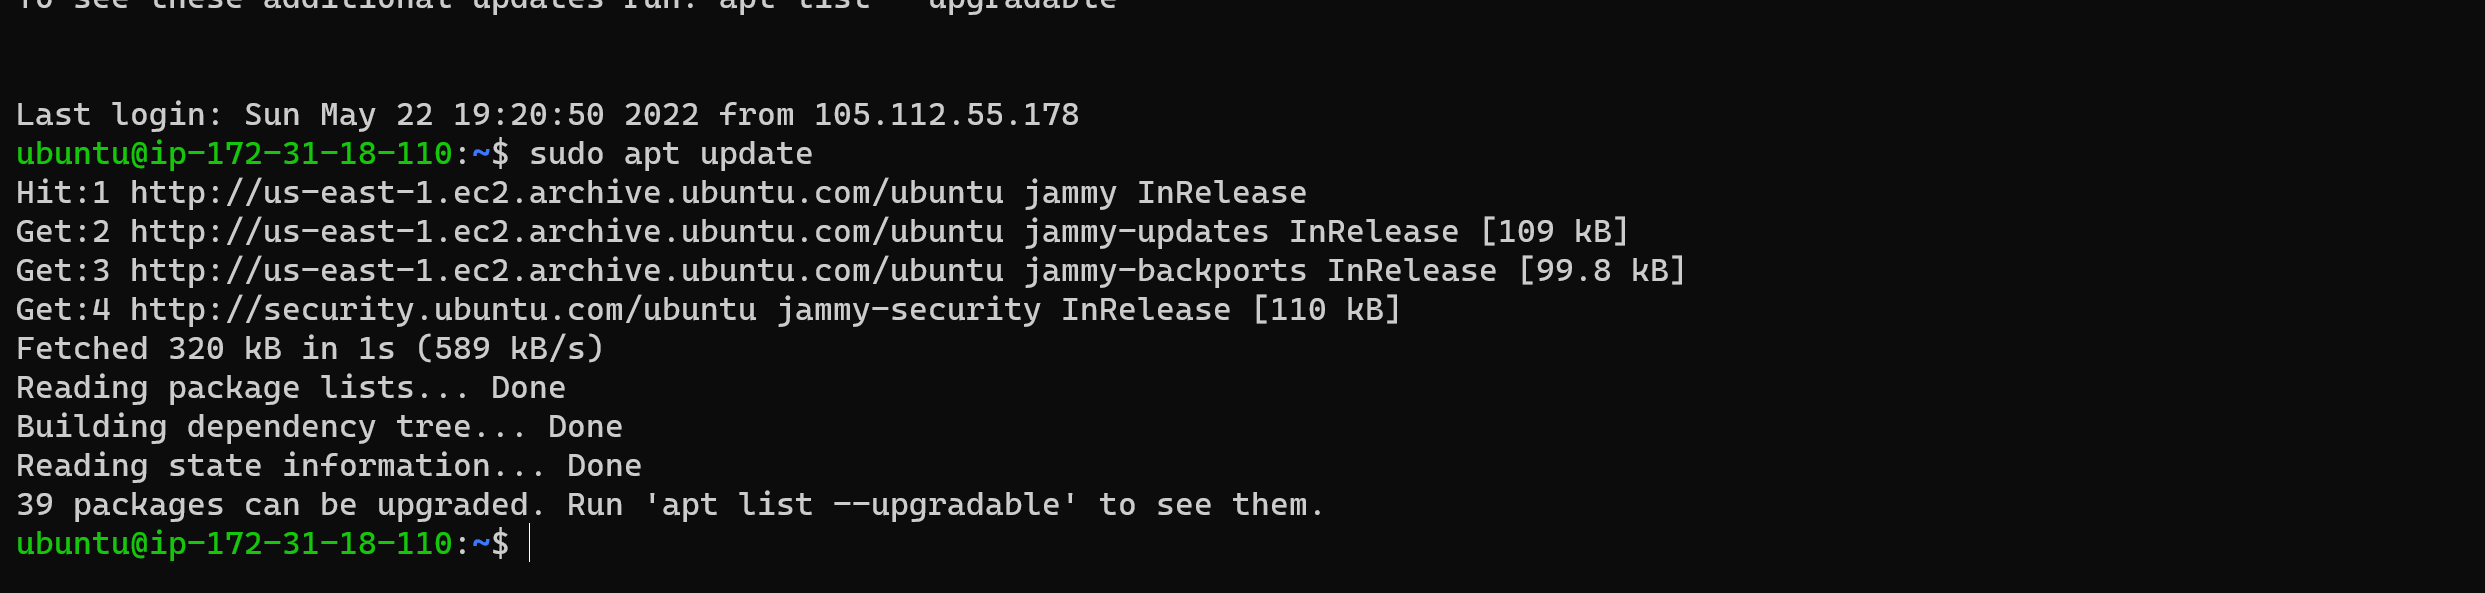 To see these additional updates run: apt list --upgradable
Last login: Sun May 22 19:20:50 2022 from 105.112.55.178
ubuntu@ip-172-31-18-110:~$ sudo apt update
Hit:1 http://us-east-1.ec2.archive.ubuntu.com/ubuntu jammy InRelease
Get:2 http://us-east-1.ec2.archive.ubuntu.com/ubuntu jammy-updates InRelease [109 kB]
Get:3 http://us-east-1.ec2.archive.ubuntu.com/ubuntu jammy-backports InRelease [99.8 kB]
Get:4 http://security.ubuntu.com/ubuntu jammy-security InRelease [110 kB]
Fetched 320 kB in 1s (589 kB/s)
Reading package lists... Done
Building dependency tree... Done
Reading state information... Done
39 packages can be upgraded. Run 'apt list --upgradable' to see them.
ubuntu@ip-172-31-18-110:~$